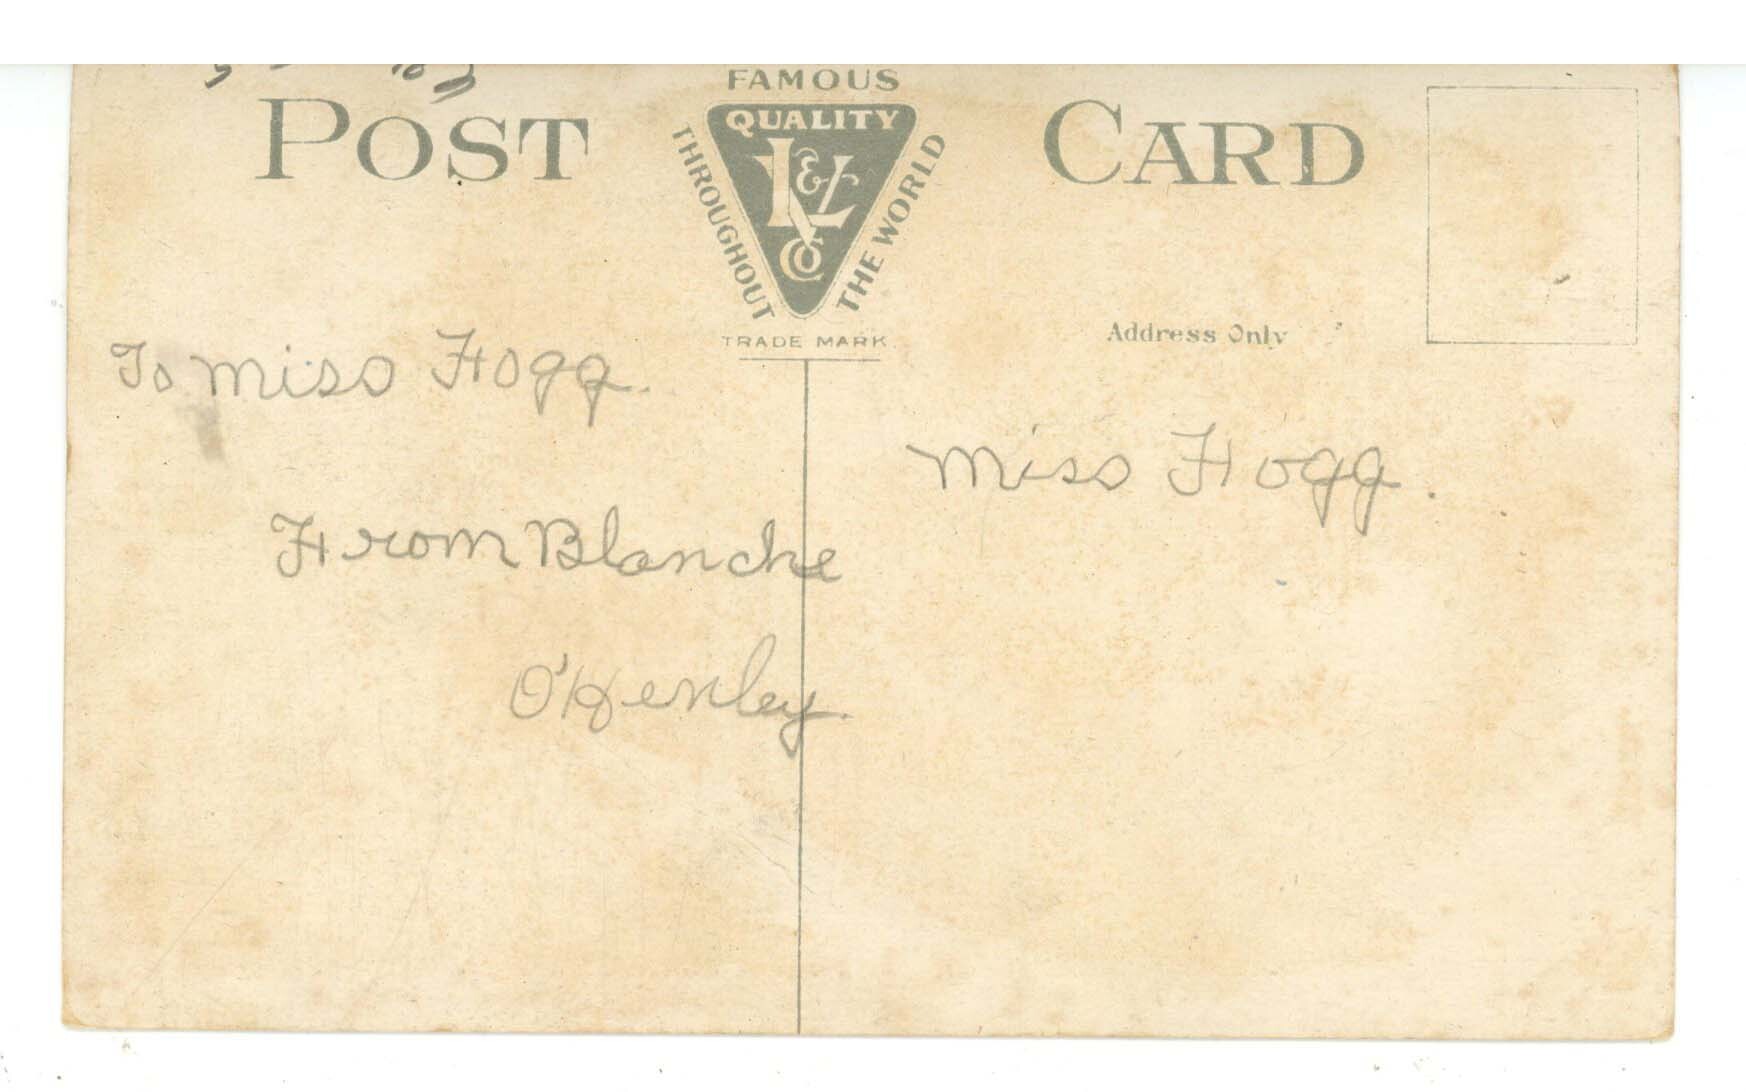 FAMOUS
POST CARD
QUALITY
THROUGHOUT
THE WORLD
K & L Co
TRADE MARK
Address Only
To Miss Hogg.
Miss Hogg.
From Blanche
O'Henley.